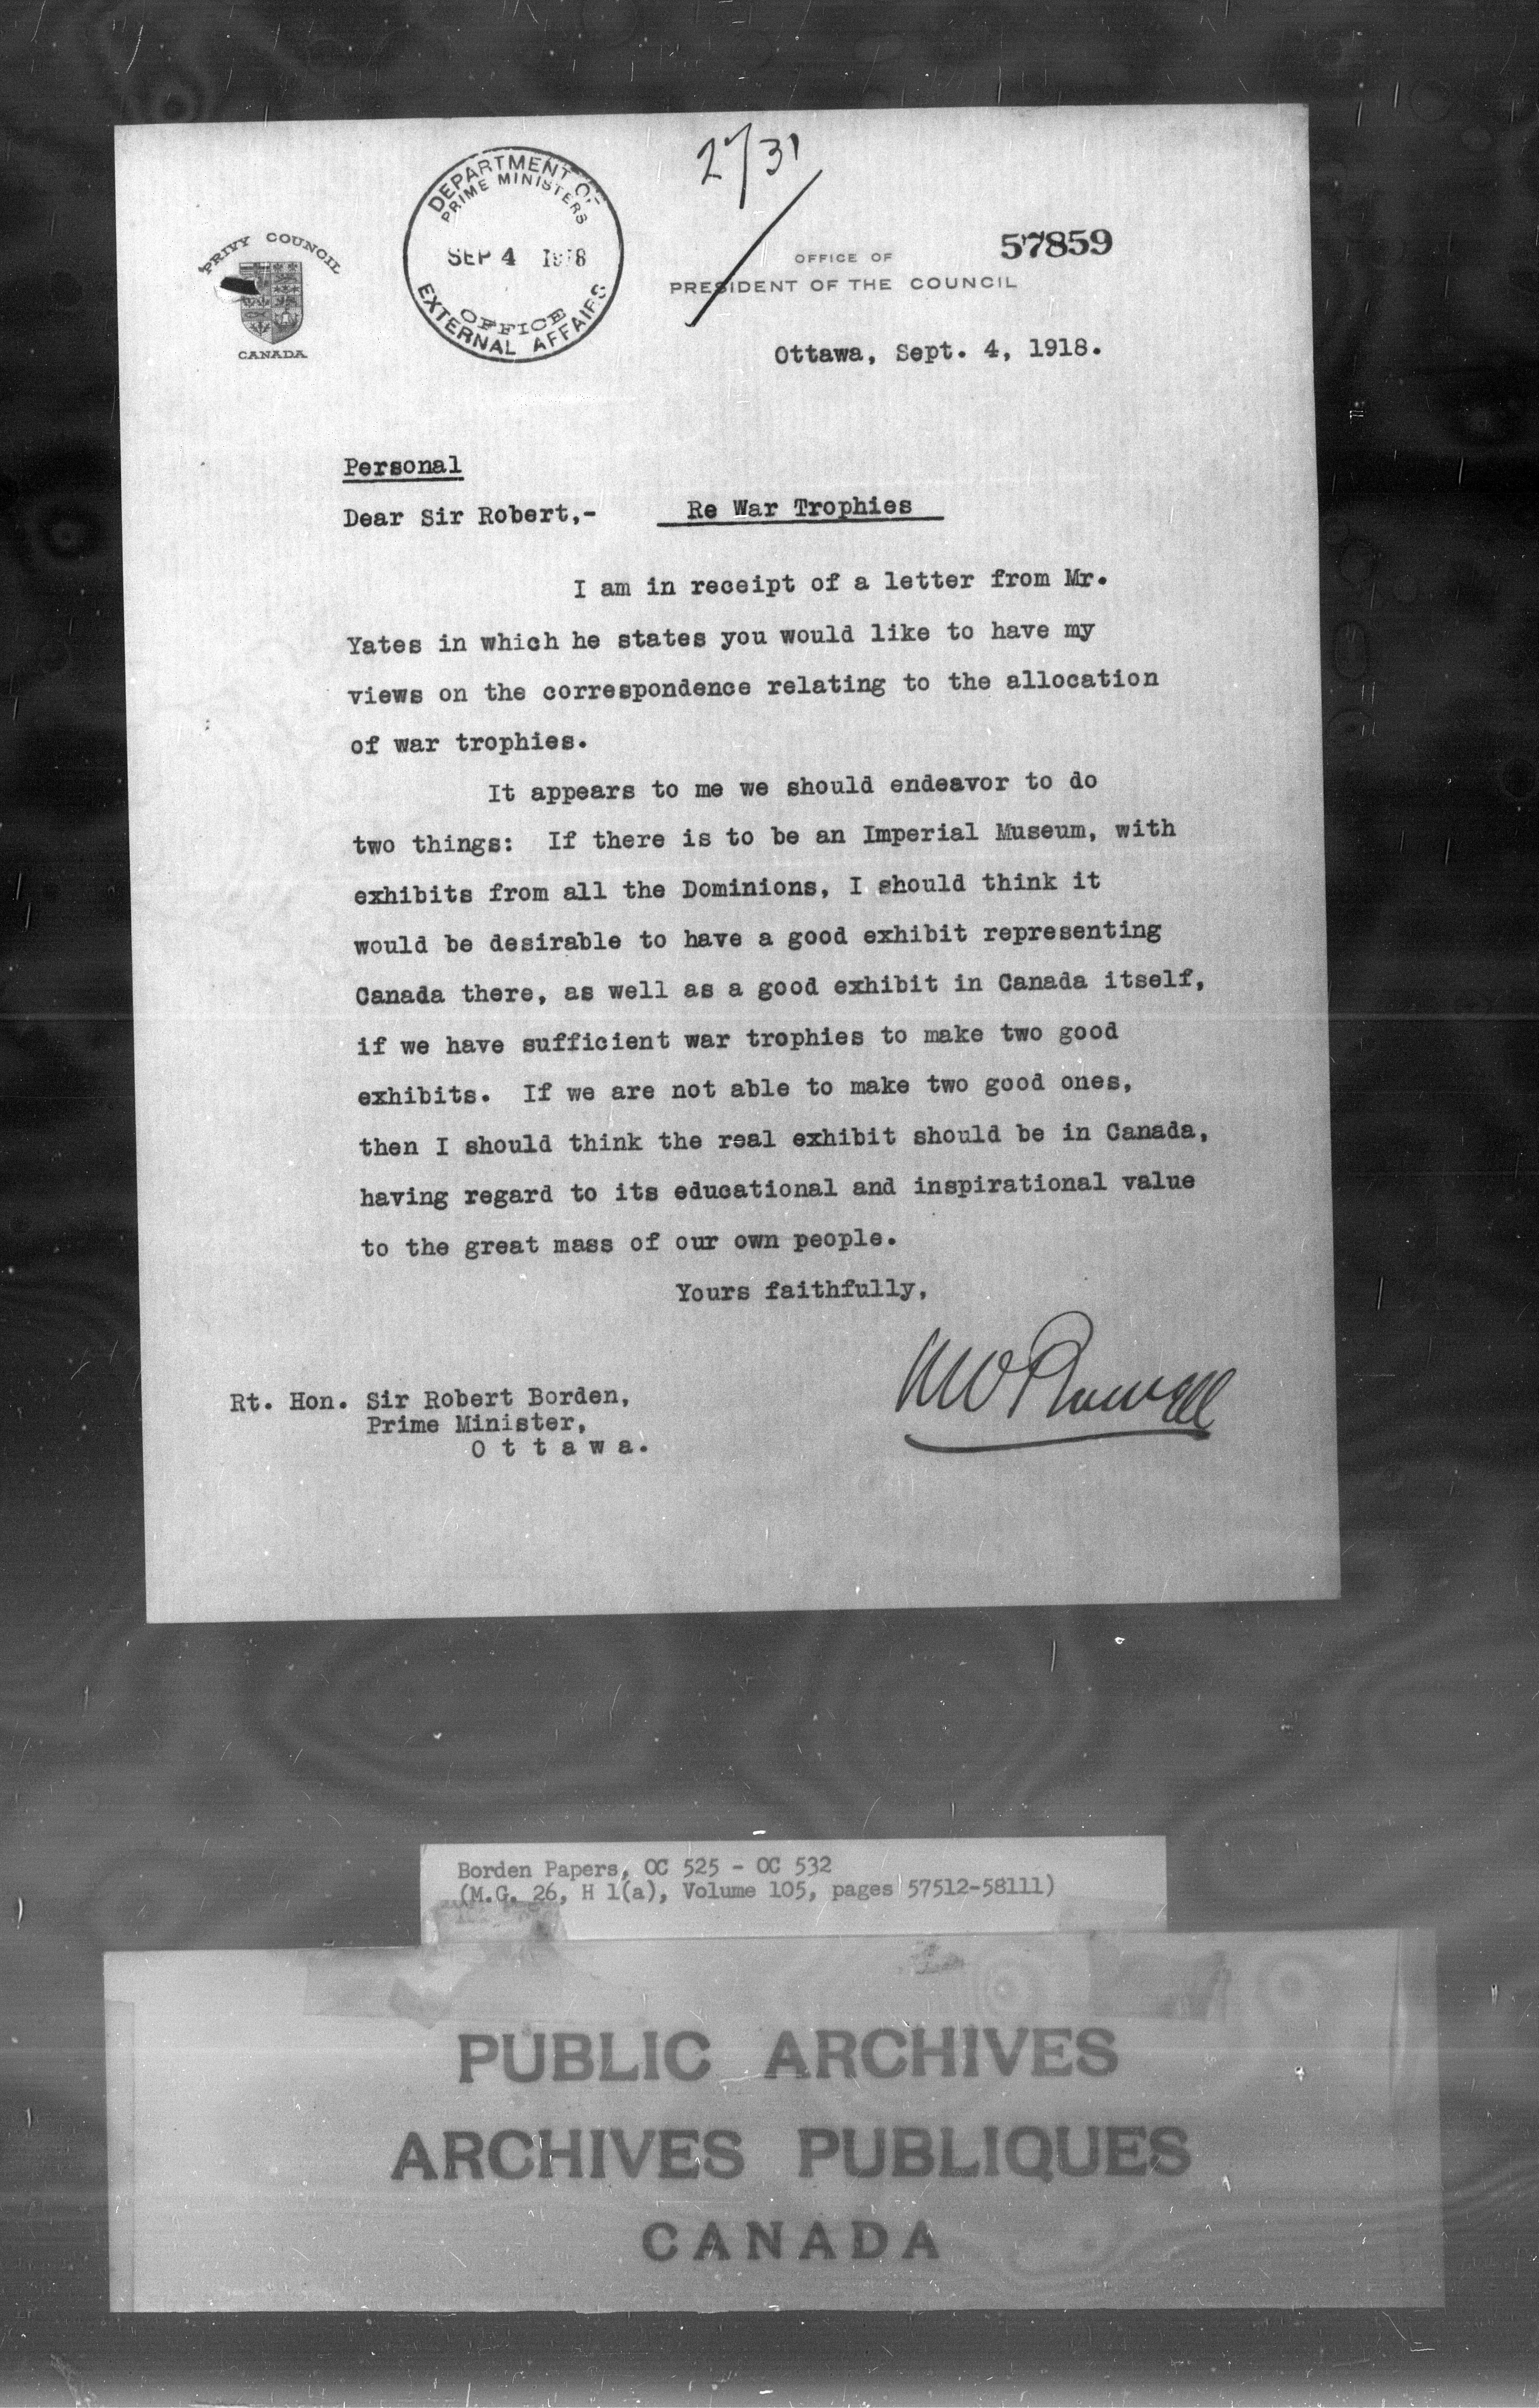 27/31
DEPARTMENT OF
PRIME MINISTERS
SEP 4 1918
OFFICE
EXTERNAL AFFAIRS
PRIVY COUNCIL
CANADA
57859
OFFICE OF
PRESIDENT OF THE COUNCIL
Ottawa, Sept. 4, 1918.
Personal
Dear Sir Robert,- Re War Trophies
I am in receipt of a letter from Mr.
Yates in which he states you would like to have my
views on the correspondence relating to the allocation
of war trophies.
It appears to me we should endeavor to do
two things: If there is to be an Imperial Museum, with
exhibits from all the Dominions, I should think it
would be desirable to have a good exhibit representing
Canada there, as well as a good exhibit in Canada itself,
if we have sufficient war trophies to make two good
exhibits. If we are not able to make two good ones,
then I should think the real exhibit should be in Canada,
having regard to its educational and inspirational value
to the great mass of our own people.
Yours faithfully,
NW Rowell
Rt. Hon. Sir Robert Borden,
Prime Minister,
O t t a w a.
Borden Papers, OC 525 - OC 532
(M.G. 26, H 1(a), Volume 105, pages 57512-58111)
PUBLIC ARCHIVES
ARCHIVES PUBLIQUES
CANADA